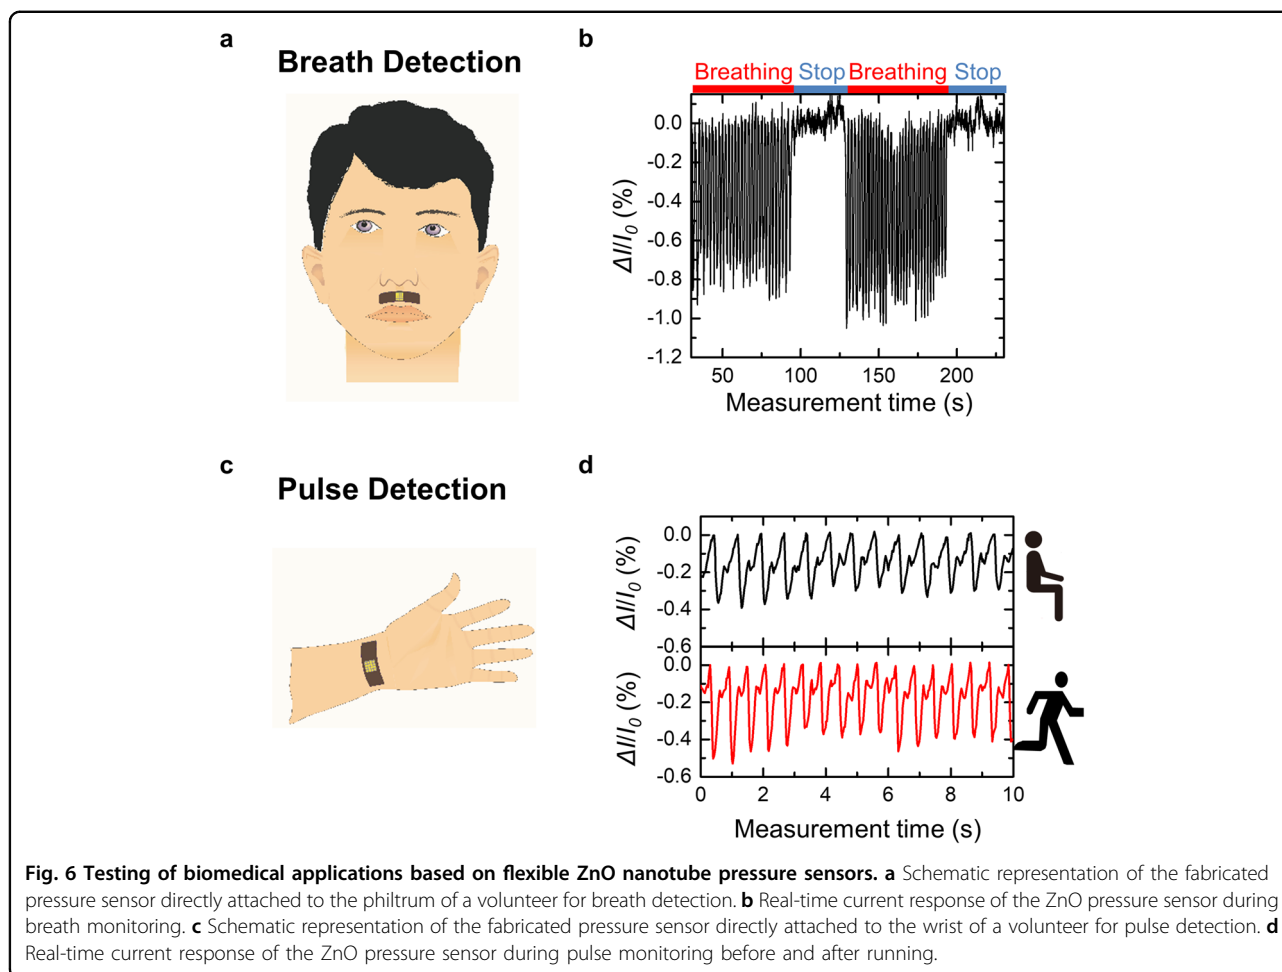 a
Breath Detection
b
Breathing Stop Breathing Stop
0.0
-0.2
-0.4
-0.6
-0.8
-1.0
-1.2
ΔI/I0 (%)
50 100 150 200
Measurement time (s)
c
Pulse Detection
d
0.0
-0.2
-0.4
-0.6
ΔI/I0 (%)
0.0
-0.2
-0.4
-0.6
ΔI/I0 (%)
0 2 4 6 8 10
Measurement time (s)
Fig. 6 Testing of biomedical applications based on flexible ZnO nanotube pressure sensors. a Schematic representation of the fabricated
pressure sensor directly attached to the philtrum of a volunteer for breath detection. b Real-time current response of the ZnO pressure sensor during
breath monitoring. c Schematic representation of the fabricated pressure sensor directly attached to the wrist of a volunteer for pulse detection. d
Real-time current response of the ZnO pressure sensor during pulse monitoring before and after running.